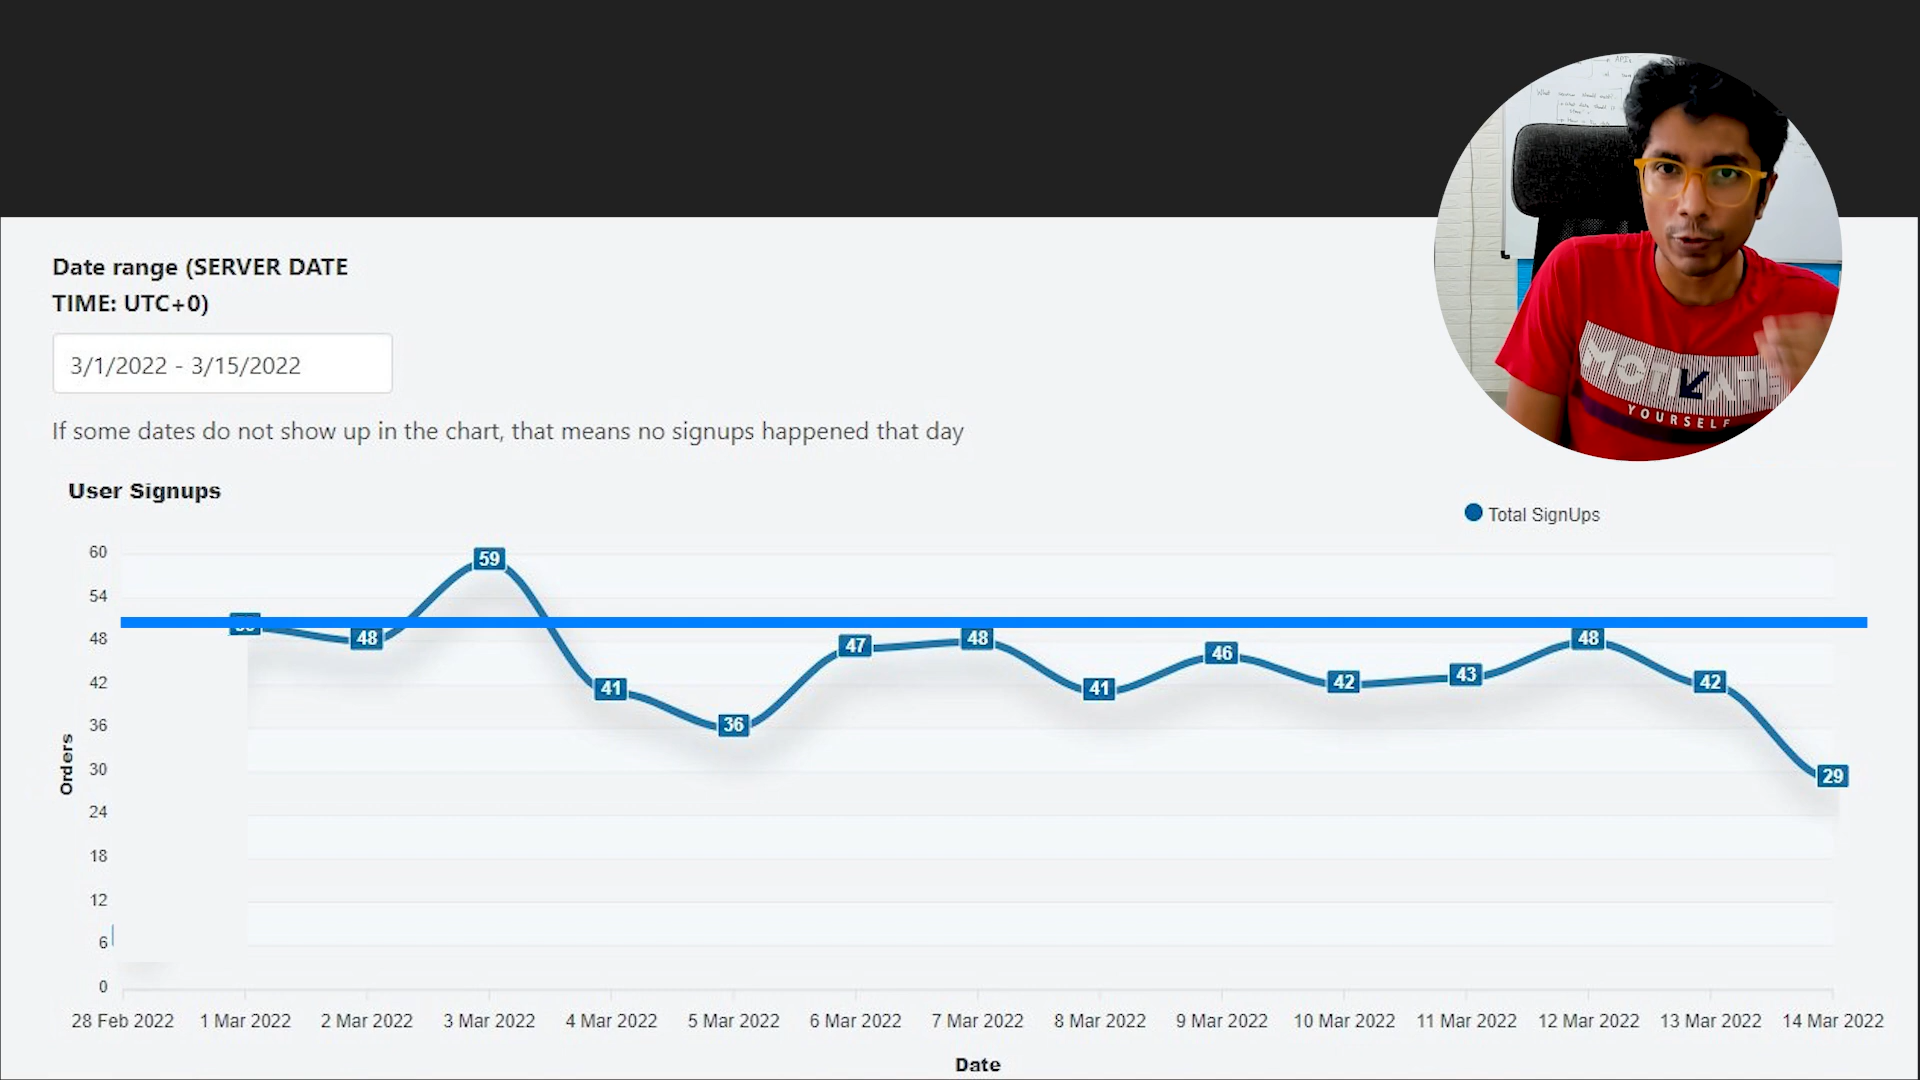 APIs
Date range (SERVER DATE
TIME: UTC+0)
3/1/2022 - 3/15/2022
MOTIVATE
YOURSELF
If some dates do not show up in the chart, that means no signups happened that day
User Signups
Total SignUps
60
59
54
48
48
47
48
46
48
42
41
41
42
43
42
36
36
30
29
24
18
12
6
0
Orders
28 Feb 2022 1 Mar 2022 2 Mar 2022 3 Mar 2022 4 Mar 2022 5 Mar 2022 6 Mar 2022 7 Mar 2022 8 Mar 2022 9 Mar 2022 10 Mar 2022 11 Mar 2022 12 Mar 2022 13 Mar 2022 14 Mar 2022
Date